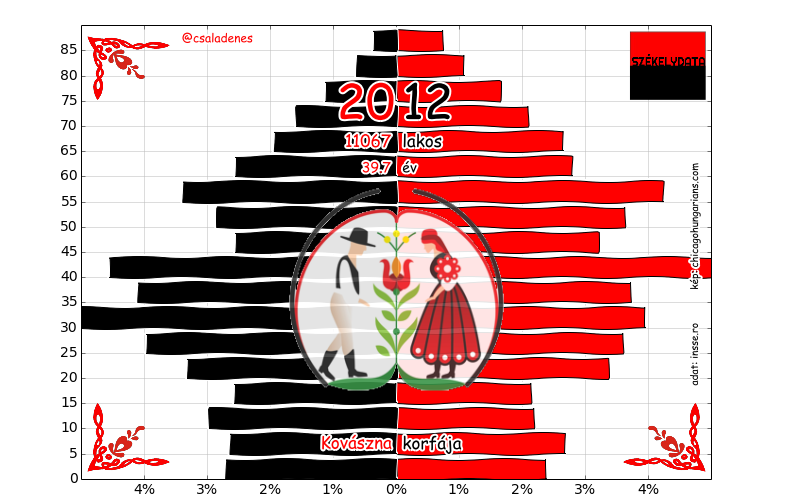 @csaladenes
SZÉKELYDATA
2012
11067 lakos
39.7 év
kép: chicagohungarians.com
adat: insse.ro
Kovászna korfája
85
80
75
70
65
60
55
50
45
40
35
30
25
20
15
10
5
0
4% 3% 2% 1% 0% 1% 2% 3% 4%